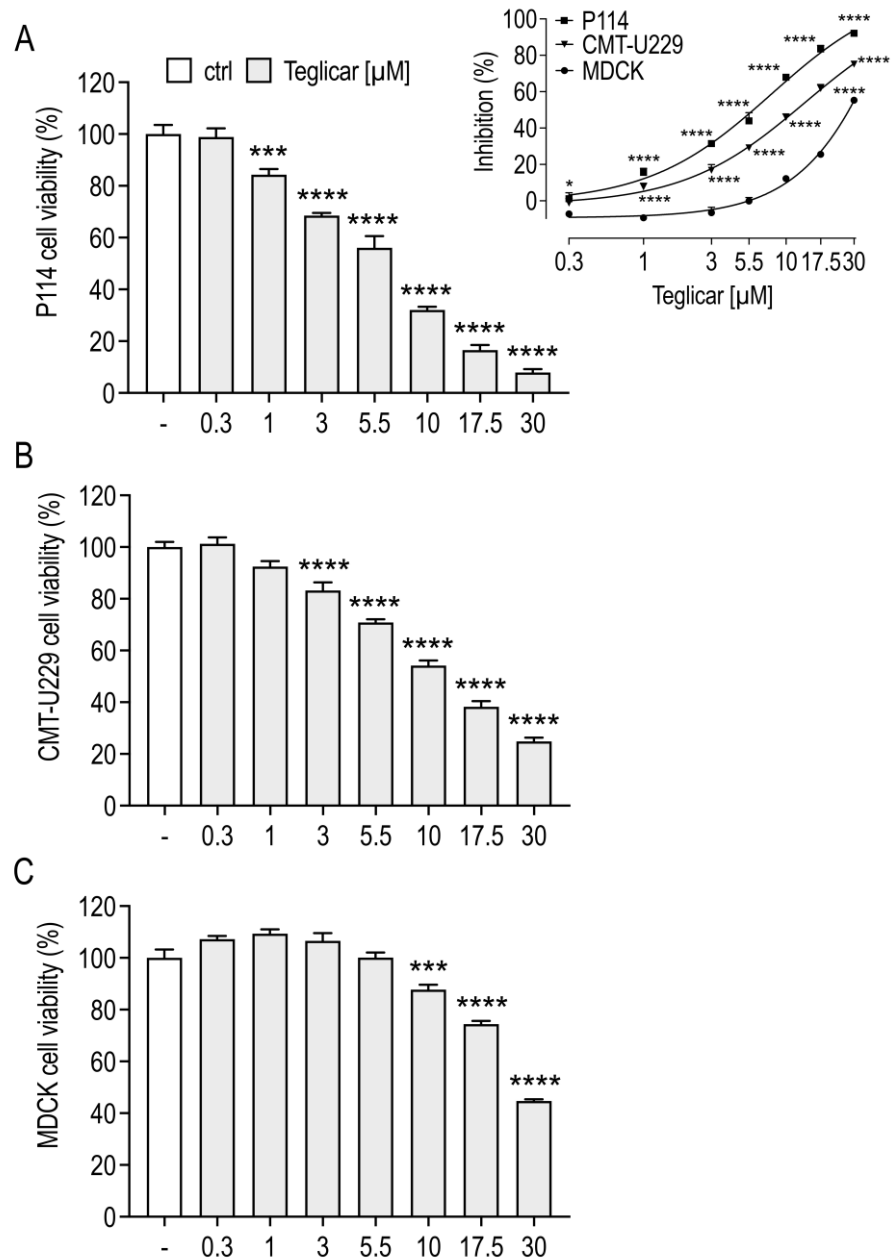 A
ctrl Teglicar [µM]
P114 cell viability (%)
120
100
80
60
40
20
0
*** **** **** **** **** ****
- 0.3 1 3 5.5 10 17.5 30
P114
CMT-U229
MDCK
Inhibition (%)
100
80
60
40
20
0
* **** **** **** **** **** ****
**** **** **** **** **** ****
****
0.3 1 3 5.5 10 17.5 30
Teglicar [µM]
B
CMT-U229 cell viability (%)
120
100
80
60
40
20
0
**** **** **** **** ****
- 0.3 1 3 5.5 10 17.5 30
C
MDCK cell viability (%)
120
100
80
60
40
20
0
*** **** ****
- 0.3 1 3 5.5 10 17.5 30